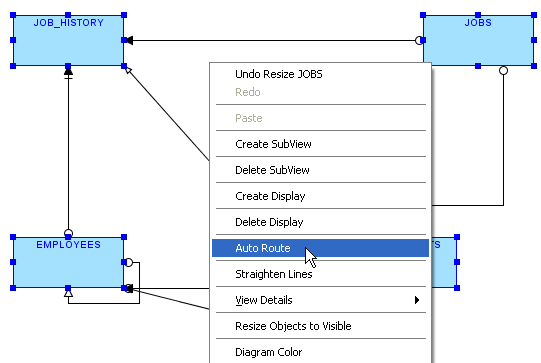 JOB_HISTORY
JOBS
Undo Resize JOBS
Redo
Paste
Create SubView
Delete SubView
Create Display
Delete Display
EMPLOYEES
Auto Route
Straighten Lines
View Details
Resize Objects to Visible
Diagram Color